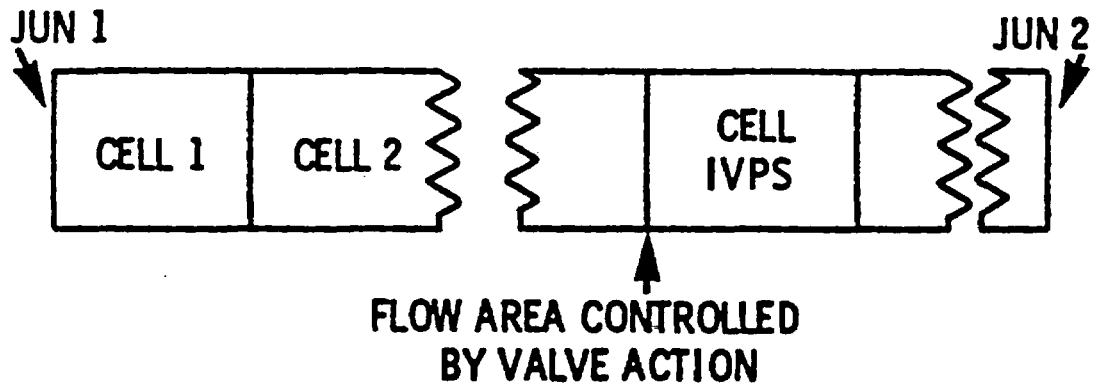 JUN 1
JUN 2
CELL 1
CELL 2
CELL
IVPS
FLOW AREA CONTROLLED
BY VALVE ACTION